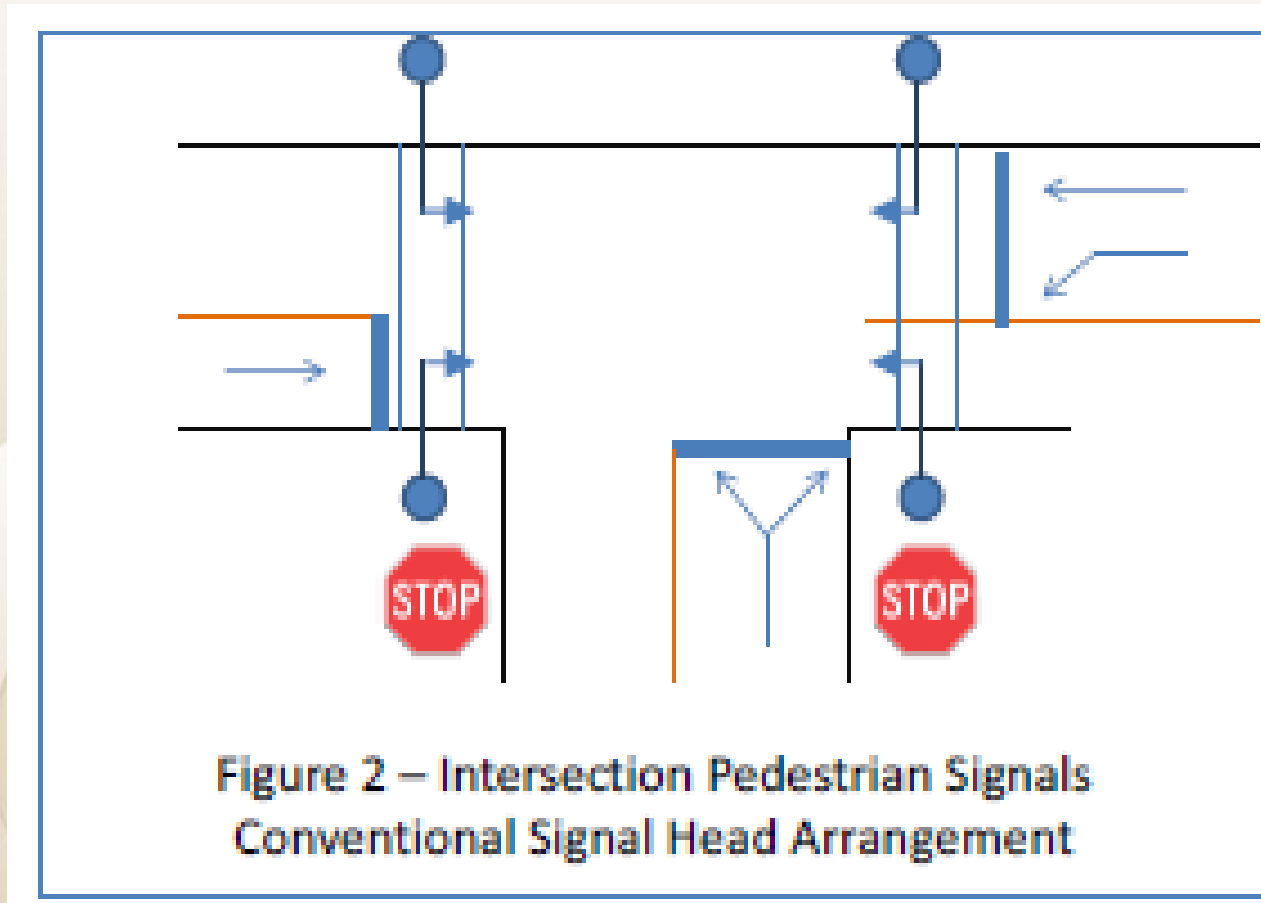 STOP
STOP
Figure 2 – Intersection Pedestrian Signals
Conventional Signal Head Arrangement